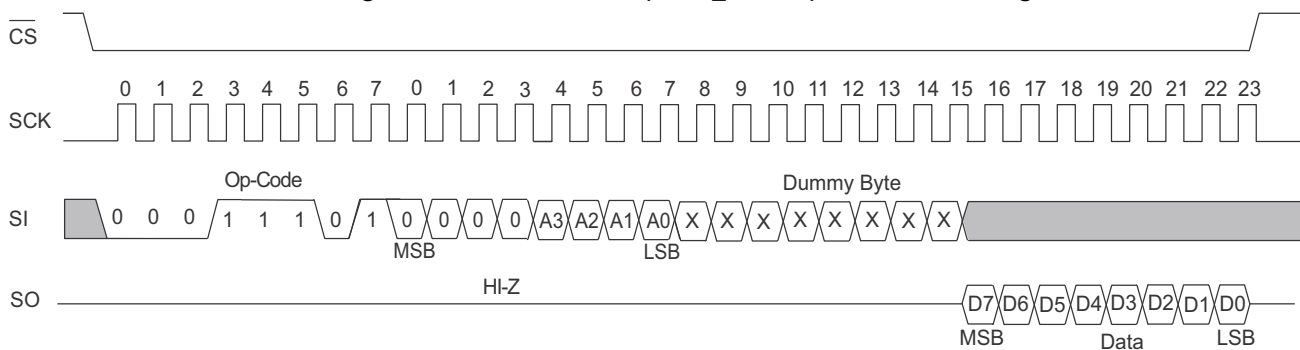 CS
0 1 2 3 4 5 6 7 0 1 2 3 4 5 6 7 8 9 10 11 12 13 14 15 16 17 18 19 20 21 22 23
SCK
Op-Code Dummy Byte
SI 0 0 0 1 1 1 0 1 0 0 0 0 A3 A2 A1 A0 X X X X X X X X
MSB LSB
HI-Z
SO D7 D6 D5 D4 D3 D2 D1 D0
MSB Data LSB